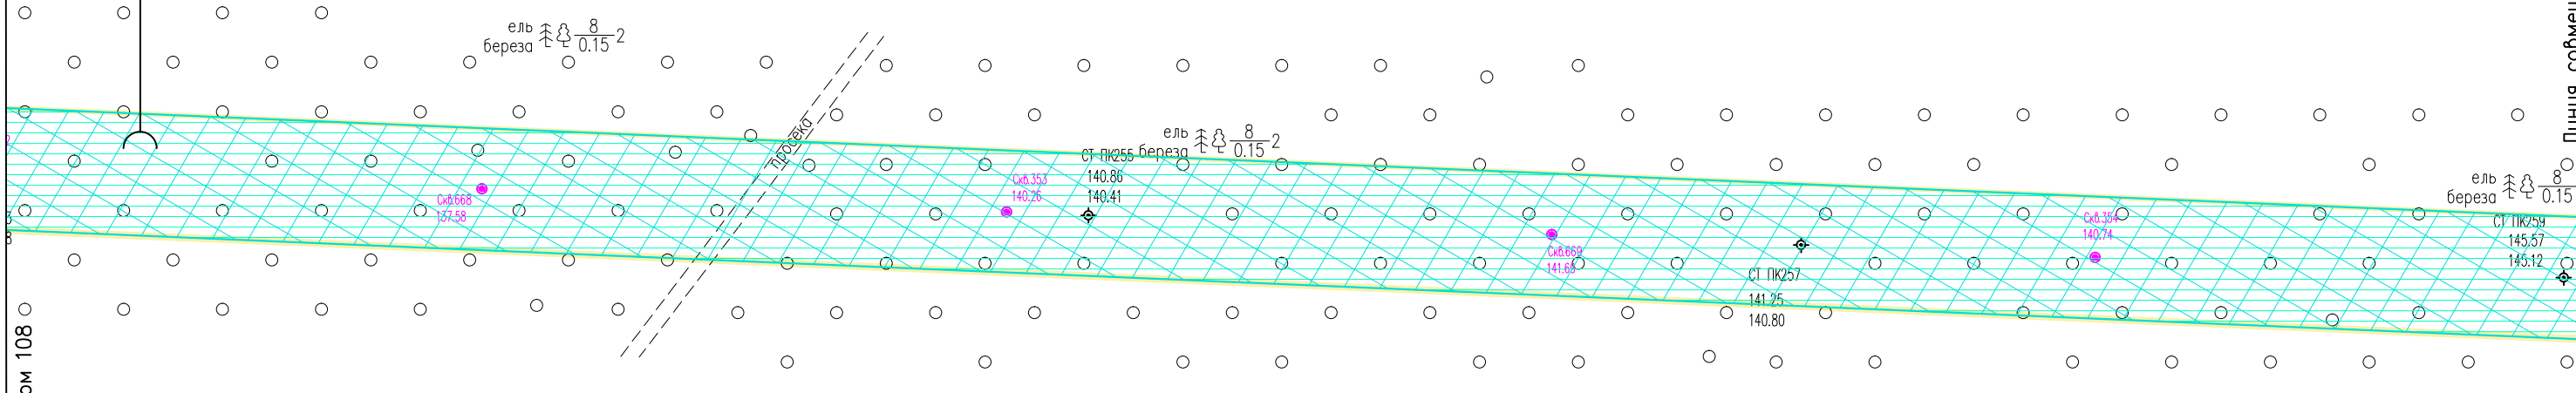 ель
береза
8
0.15 2
просека
Скв.668
137.58
Скв.353
140.26
СТ ПК255
140.86
140.41
ель
береза
8
0.15 2
Скв.669
141.69
СТ ПК257
141.25
140.80
Скв.354
140.74
ель
береза
8
0.15
СТ ПК259
145.57
145.12
ом 108
Линия совмещ